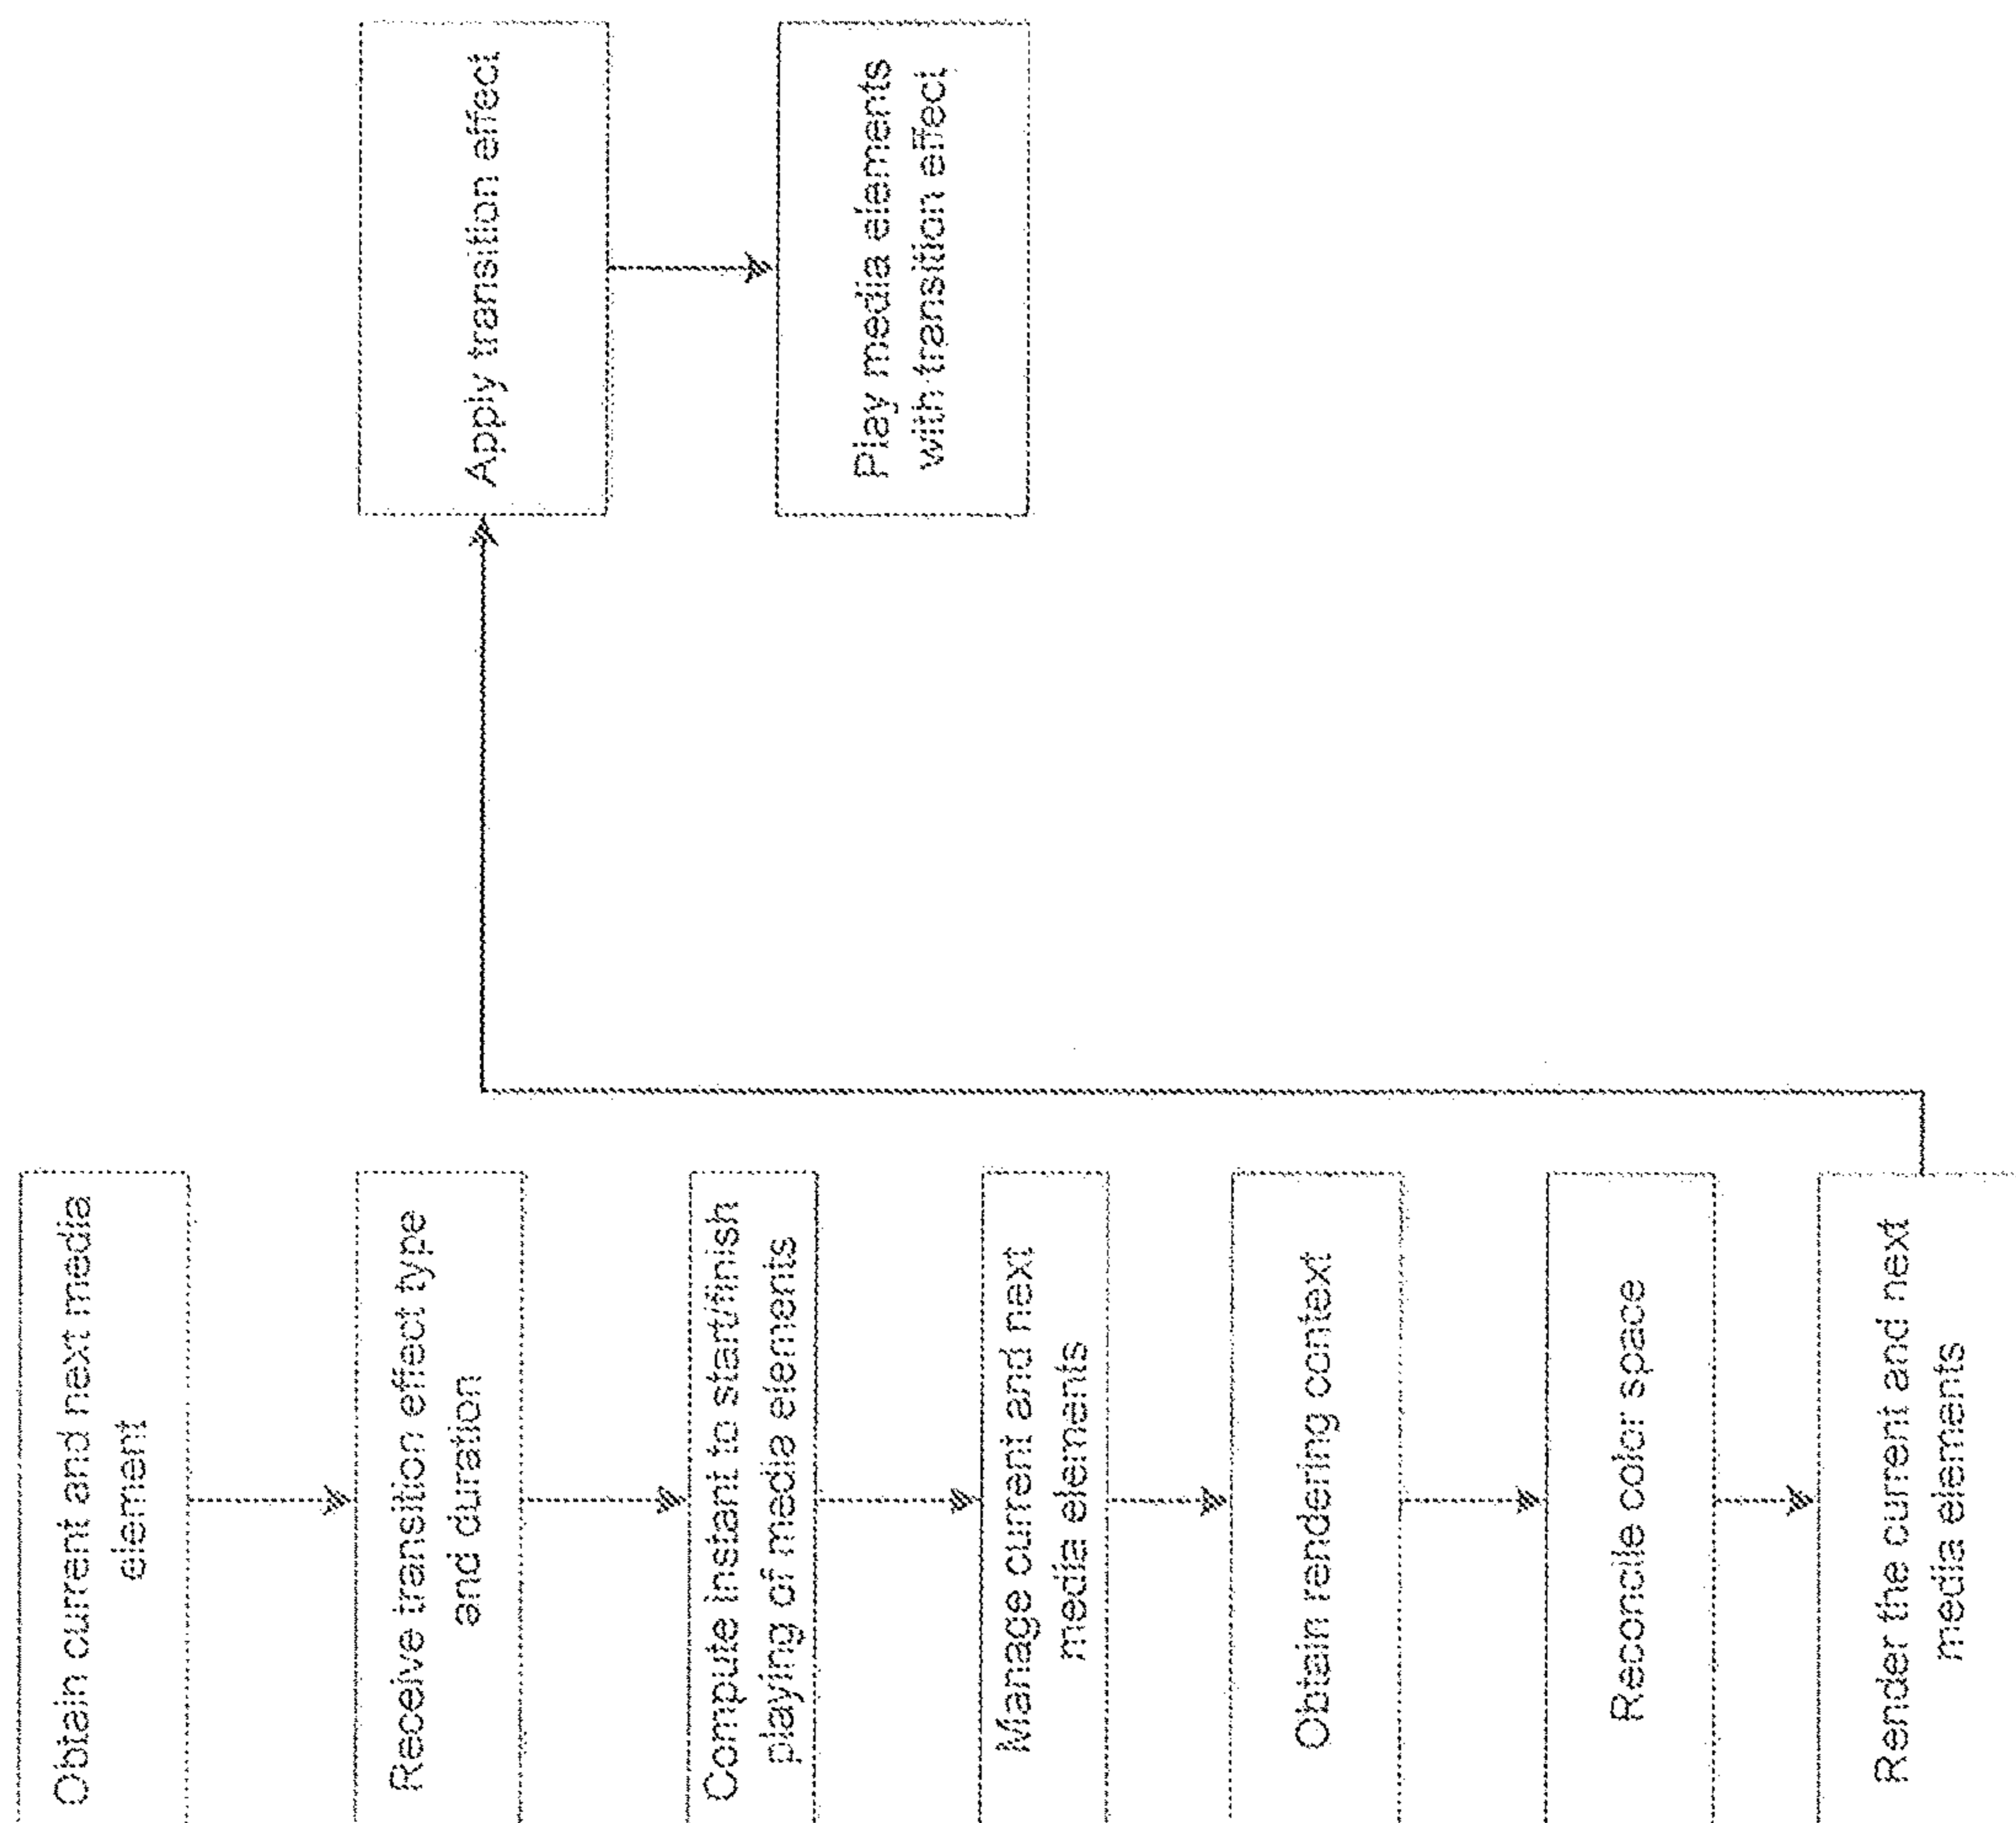 Obtain current and next media
element
Receive transition effect type
and duration
Compute instant to start/finish
playing of media elements
Manage current and next
media elements
Obtain rendering context
Reconcile color space
Render the current and next
media elements
Apply transition effect
Play media elements
with transition effect